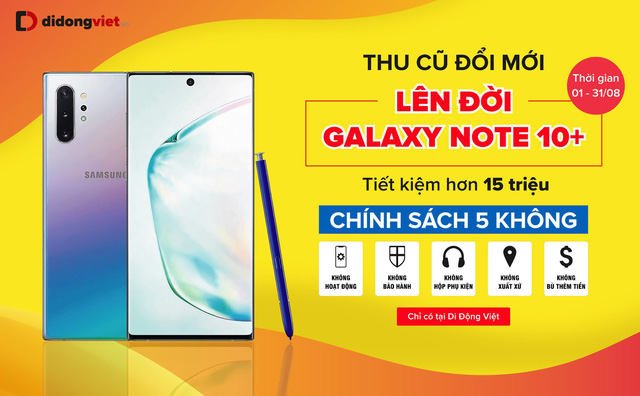 didongviet
THU CŨ ĐỔI MỚI
Thời gian
01 - 31/08
LÊN ĐỜI
GALAXY NOTE 10+
Tiết kiệm hơn 15 triệu
CHÍNH SÁCH 5 KHÔNG
KHÔNG
HOẠT ĐỘNG
KHÔNG
BẢO HÀNH
KHÔNG
HỘP PHỤ KIỆN
KHÔNG
XUẤT XỨ
KHÔNG
BÙ THÊM TIỀN
Chỉ có tại Di Động Việt
SAMSUNG